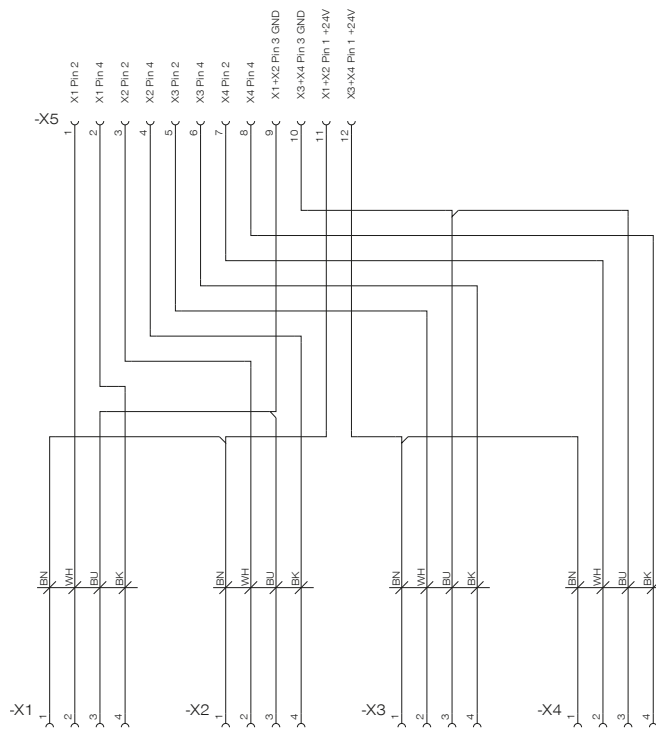 X1 Pin 2
X1 Pin 4
X2 Pin 2
X2 Pin 4
X3 Pin 2
X3 Pin 4
X4 Pin 2
X4 Pin 4
X1+X2 Pin 3 GND
X3+X4 Pin 3 GND
X1+X2 Pin 1 +24V
X3+X4 Pin 1 +24V
-X5
1
2
3
4
5
6
7
8
9
10
11
12
BN
WH
BU
BK
BN
WH
BU
BK
BN
WH
BU
BK
BN
WH
BU
BK
-X1
1
2
3
4
-X2
1
2
3
4
-X3
1
2
3
4
-X4
1
2
3
4